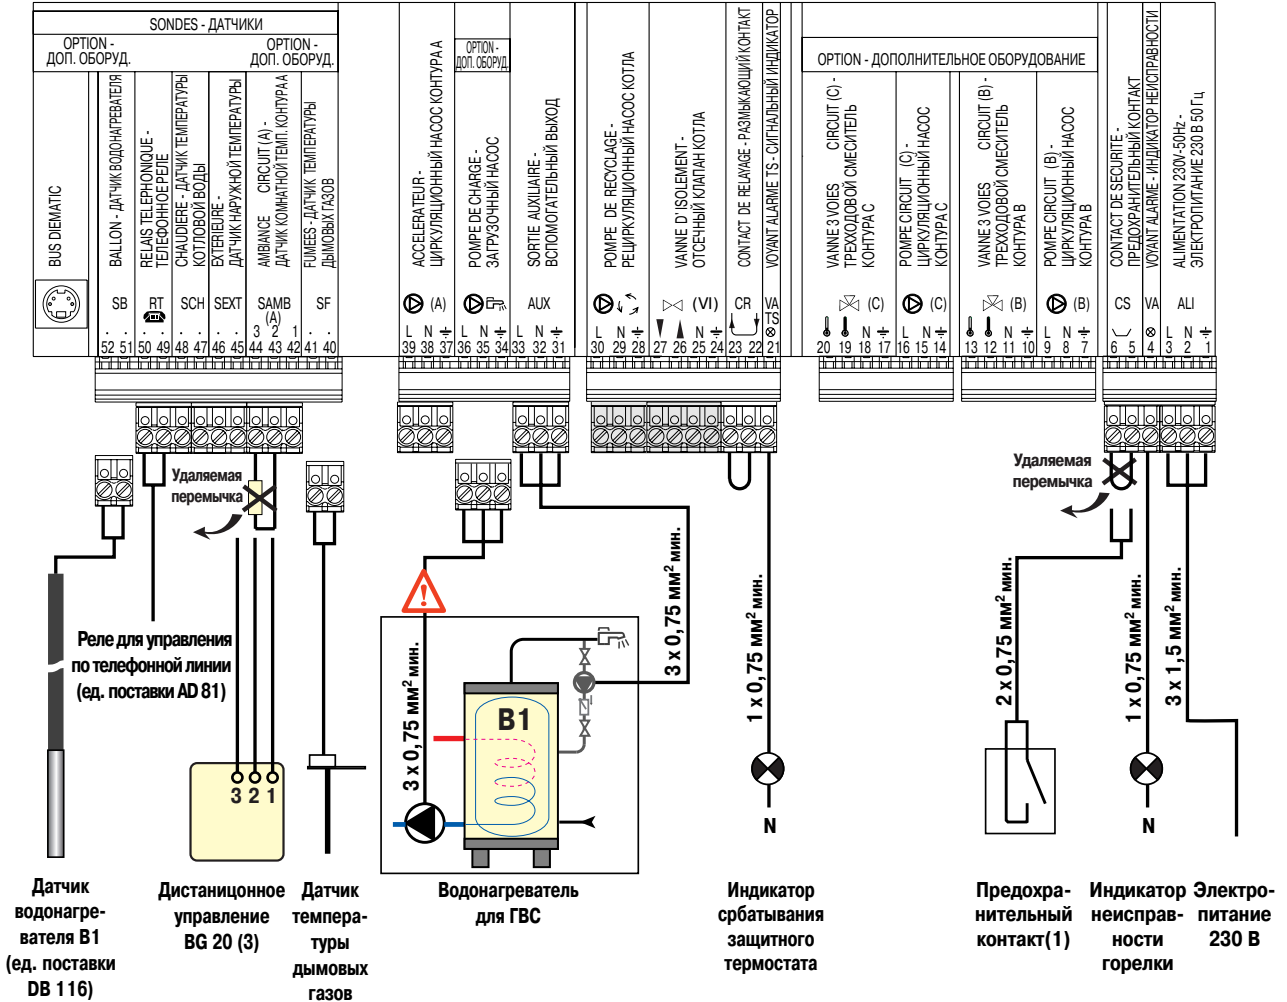 SONDES - ДАТЧИКИ
OPTION -
ДОП. ОБОРУД.
OPTION -
ДОП. ОБОРУД.
OPTION -
ДОП. ОБОРУД.
OPTION - ДОПОЛНИТЕЛЬНОЕ ОБОРУДОВАНИЕ
BUS DIEMATIC
BALLON - ДАТЧИК ВОДОНАГРЕВАТЕЛЯ
RELAIS TELEPHONIQUE -
ТЕЛЕФОННОЕ РЕЛЕ
CHAUDIERE - ДАТЧИК ТЕМПЕРАТУРЫ
КОТЛОВОЙ ВОДЫ
EXTERIEURE -
ДАТЧИК НАРУЖНОЙ ТЕМПЕРАТУРЫ
AMBIANCE CIRCUIT (A) -
ДАТЧИК КОМНАТНОЙ ТЕМП. КОНТУРА А
FUMEES - ДАТЧИК ТЕМПЕРАТУРЫ
ДЫМОВЫХ ГАЗОВ
ACCELERATEUR -
ЦИРКУЛЯЦИОННЫЙ НАСОС КОНТУРА А
POMPE DE CHARGE -
ЗАГРУЗОЧНЫЙ НАСОС
SORTIE AUXILIAIRE -
ВСПОМОГАТЕЛЬНЫЙ ВЫХОД
POMPE DE RECYCLAGE -
РЕЦИРКУЛЯЦИОННЫЙ НАСОС КОТЛА
VANNE D'ISOLEMENT -
ОТСЕЧНЫЙ КЛАПАН КОТЛА
CONTACT DE RELAYAGE - РАЗМЫКАЮЩИЙ КОНТАКТ
VOYANT ALARME TS - СИГНАЛЬНЫЙ ИНДИКАТОР
VANNE 3 VOIES CIRCUIT (C) -
ТРЕХХОДОВОЙ СМЕСИТЕЛЬ
КОНТУРА С
POMPE CIRCUIT (C) -
ЦИРКУЛЯЦИОННЫЙ НАСОС
КОНТУРА С
VANNE 3 VOIES CIRCUIT (B) -
ТРЕХХОДОВОЙ СМЕСИТЕЛЬ
КОНТУРА В
POMPE CIRCUIT (B) -
ЦИРКУЛЯЦИОННЫЙ НАСОС
КОНТУРА В
CONTACT DE SECURITE -
ПРЕДОХРАНИТЕЛЬНЫЙ КОНТАКТ
VOYANT ALARME - ИНДИКАТОР НЕИСПРАВНОСТИ
ALIMENTATION 230V-50Hz -
ЭЛЕКТРОПИТАНИЕ 230 В 50 Гц
SB RT SCH SEXT SAMB SF (A) AUX (VI) CR VA (C) (C) (B) (B) CS VA ALI
(A) TS
3 2 1 L N L N L N L N N L N L N N L N L N
52 51 50 49 48 47 46 45 44 43 42 41 40 39 38 37 36 35 34 33 32 31 30 29 28 27 26 25 24 23 22 21 20 19 18 17 16 15 14 13 12 11 10 9 8 7 6 5 4 3 2 1
Удаляемая
перемычка
Удаляемая
перемычка
3 x 0,75 мм² мин.
3 x 0,75 мм² мин.
1 x 0,75 мм² мин.
2 x 0,75 мм² мин.
1 x 0,75 мм² мин.
3 x 1,5 мм² мин.
Реле для управления
по телефонной линии
(ед. поставки AD 81)
3 2 1
B1
N
N
Датчик
водонагре-
вателя B1
(ед. поставки
DB 116)
Дистаницонное
управление
BG 20 (3)
Датчик
темпера-
туры
дымовых
газов
Водонагреватель
для ГВС
Индикатор
србатывания
защитного
термостата
Предохра-
нительный
контакт(1)
Индикатор
неисправ-
ности
горелки
Электро-
питание
230 В